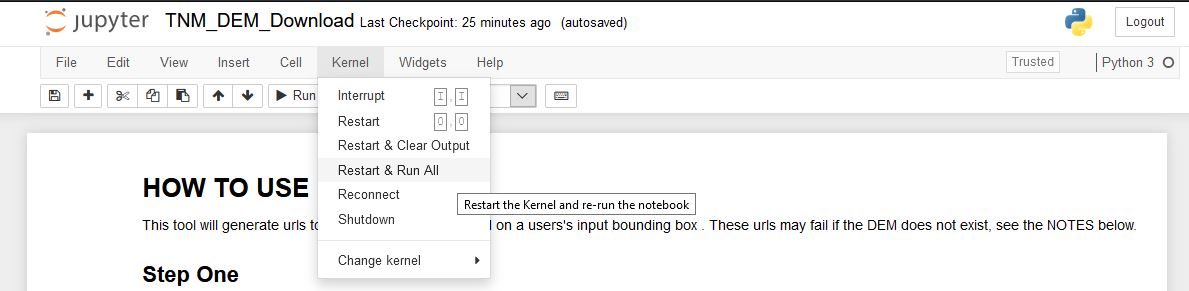 jupyter TNM_DEM_Download Last Checkpoint: 25 minutes ago (autosaved) Logout
File Edit View Insert Cell Kernel Widgets Help Trusted Python 3
Run
Interrupt I,I
Restart 0,0
Restart & Clear Output
Restart & Run All
Reconnect
Restart the Kernel and re-run the notebook
Shutdown
Change kernel
HOW TO USE
This tool will generate urls to d on a users's input bounding box . These urls may fail if the DEM does not exist, see the NOTES below.
Step One